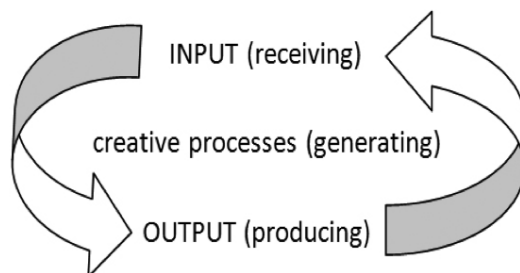 INPUT (receiving)
creative processes (generating)
OUTPUT (producing)